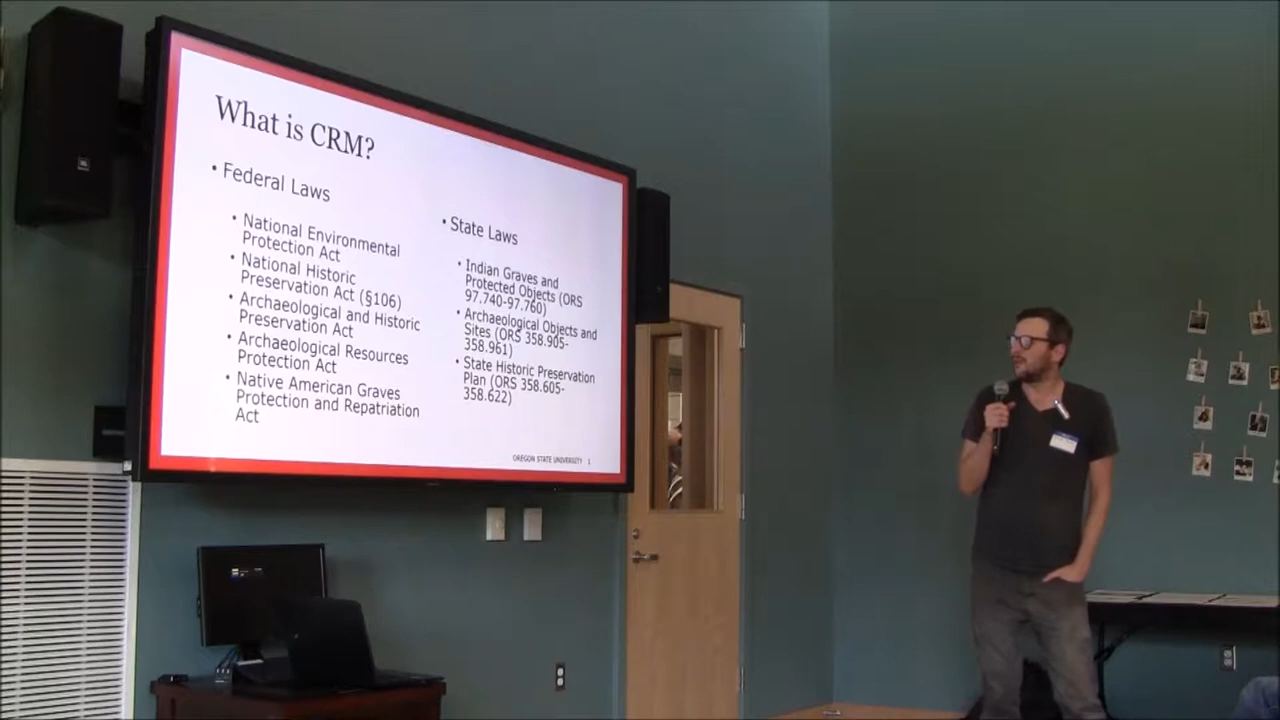 What is CRM?
• Federal Laws
• National Environmental
Protection Act
• National Historic
Preservation Act (§106)
• Archaeological and Historic
Preservation Act
• Archaeological Resources
Protection Act
• Native American Graves
Protection and Repatriation
Act
• State Laws
• Indian Graves and
Protected Objects (ORS
97.740-97.760)
• Archaeological Objects and
Sites (ORS 358.905-
358.961)
• State Historic Preservation
Plan (ORS 358.605-
358.622)
OREGON STATE UNIVERSITY 1
JBL